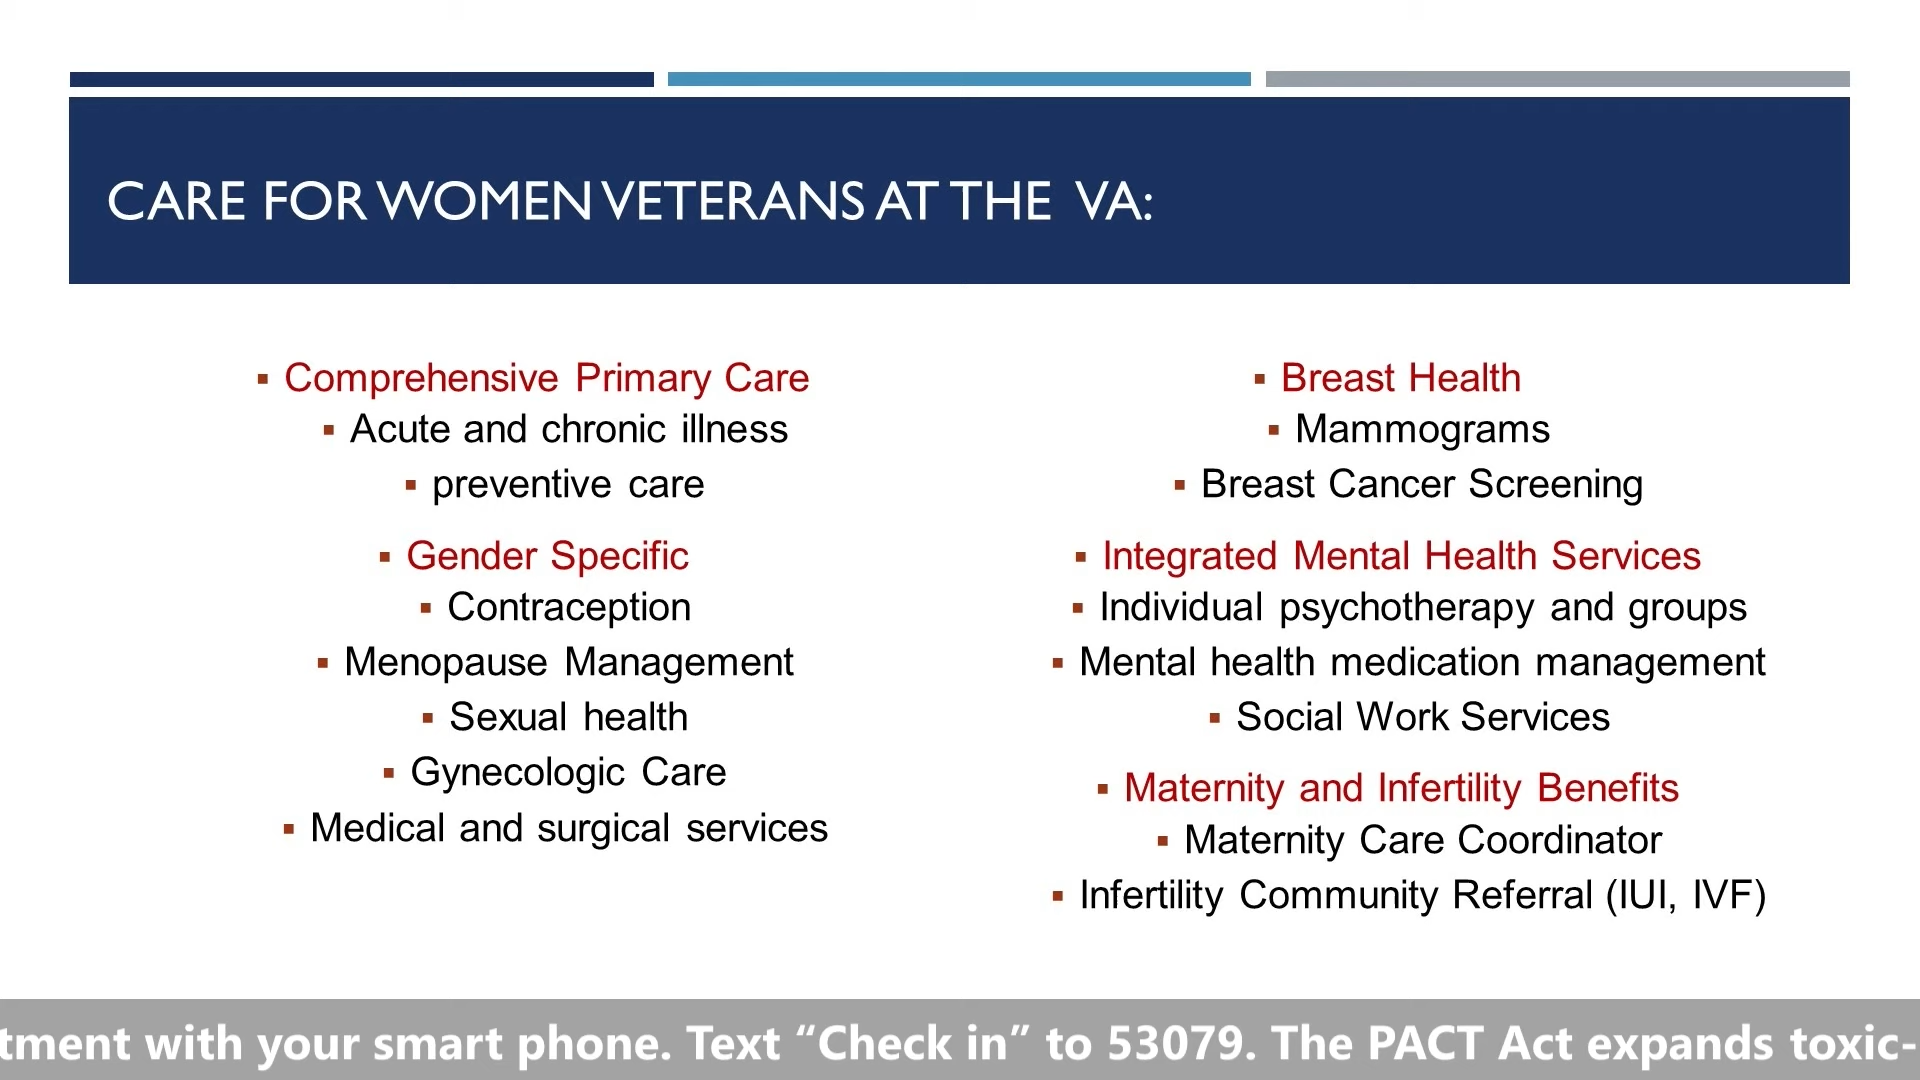 CARE FOR WOMEN VETERANS AT THE VA:
▪ Comprehensive Primary Care
▪ Acute and chronic illness
▪ preventive care
▪ Gender Specific
▪ Contraception
▪ Menopause Management
▪ Sexual health
▪ Gynecologic Care
▪ Medical and surgical services
▪ Breast Health
▪ Mammograms
▪ Breast Cancer Screening
▪ Integrated Mental Health Services
▪ Individual psychotherapy and groups
▪ Mental health medication management
▪ Social Work Services
▪ Maternity and Infertility Benefits
▪ Maternity Care Coordinator
▪ Infertility Community Referral (IUI, IVF)
tment with your smart phone. Text “Check in” to 53079. The PACT Act expands toxic-